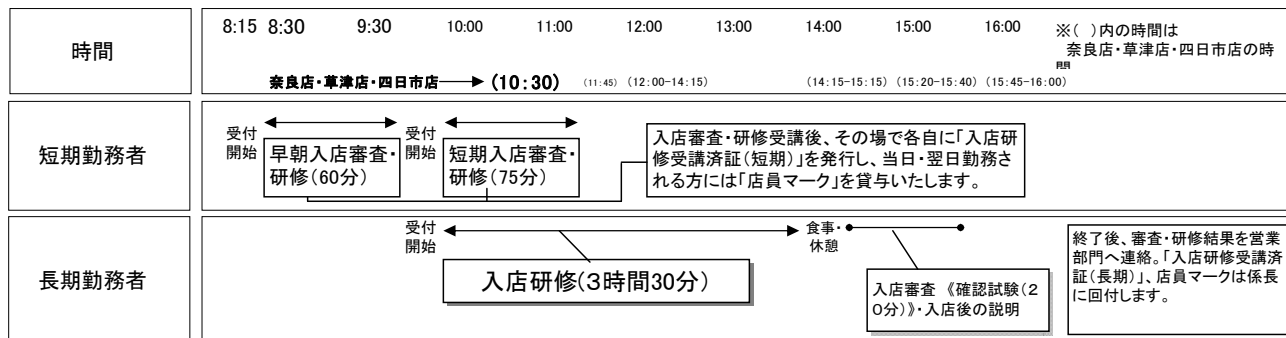 時間
8:15 8:30 9:30 10:00 11:00 12:00 13:00 14:00 15:00 16:00
※( )内の時間は
奈良店・草津店・四日市店の時
間
奈良店・草津店・四日市店 (10:30) (11:45) (12:00-14:15) (14:15-15:15) (15:20-15:40) (15:45-16:00)
短期勤務者
受付
開始
早朝入店審査・
研修(60分)
受付
開始
短期入店審査・
研修(75分)
入店審査・研修受講後、その場で各自に「入店研
修受講済証(短期)」を発行し、当日・翌日勤務さ
れる方には「店員マーク」を貸与いたします。
長期勤務者
受付
開始
入店研修(3時間30分)
食事・
休憩
入店審査 《確認試験(2
0分)》・入店後の説明
終了後、審査・研修結果を営業
部門へ連絡。「入店研修受講済
証(長期)」、店員マークは係長
に回付します。